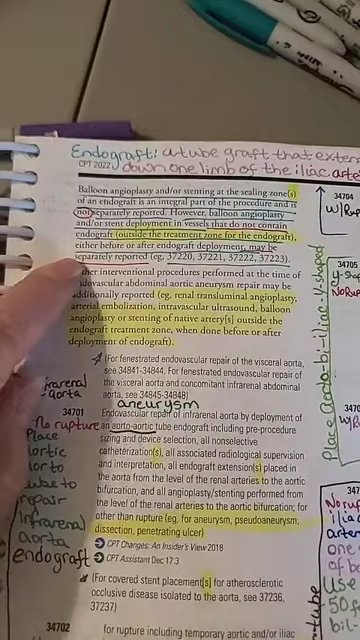 Endograft: a tube graft that exten
CPT 2022
down one limb of the iliac arte
Balloon angioplasty and/or stenting at the sealing zone(s)
of an endograft is an integral part of the procedure and is
not separately reported. However, balloon angioplasty
and/or stent deployment in vessels that do not contain
endograft (outside the treatment zone for the endograft),
either before or after endograft deployment, may be
separately reported (eg, 37220, 37221, 37222, 37223).
ther interventional procedures performed at the time of
ndovascular abdominal aortic aneurysm repair may be
additionally reported (eg, renal transluminal angioplasty,
arterial embolization, intravascular ultrasound, balloon
angioplasty or stenting of native artery[s] outside the
endograft treatment zone, when done before or after
deployment of endograft).
(For fenestrated endovascular repair of the visceral aorta,
see 34841-34844. For fenestrated endovascular repair of
the visceral aorta and concomitant infrarenal abdominal
aorta, see 34845-34848)
aneurysm
infrarenal
aorta
34701
Endovascular repair of infrarenal aorta by deployment of
an aorto-aortic tube endograft including pre-procedure
sizing and device selection, all nonselective
catheterization(s), all associated radiological supervision
and interpretation, all endograft extension(s) placed in
the aorta from the level of the renal arteries to the aortic
bifurcation, and all angioplasty/stenting performed from
the level of the renal arteries to the aortic bifurcation; for
other than rupture (eg, for aneurysm, pseudoaneurysm,
dissection, penetrating ulcer)
No rupture
Place
aortic
repair
infrarenal
aorta
endograft
CPT Changes: An Insider's View 2018
CPT Assistant Dec 17:3
(For covered stent placement[s] for atherosclerotic
occlusive disease isolated to the aorta, see 37236,
37237)
34702
for rupture including temporary aortic and/or iliac
34704
w/Rup
34705
No Rup
Place Aorto-bi-iliac
w/R
No ru
iliac
arter
one
Use
bil-
tube